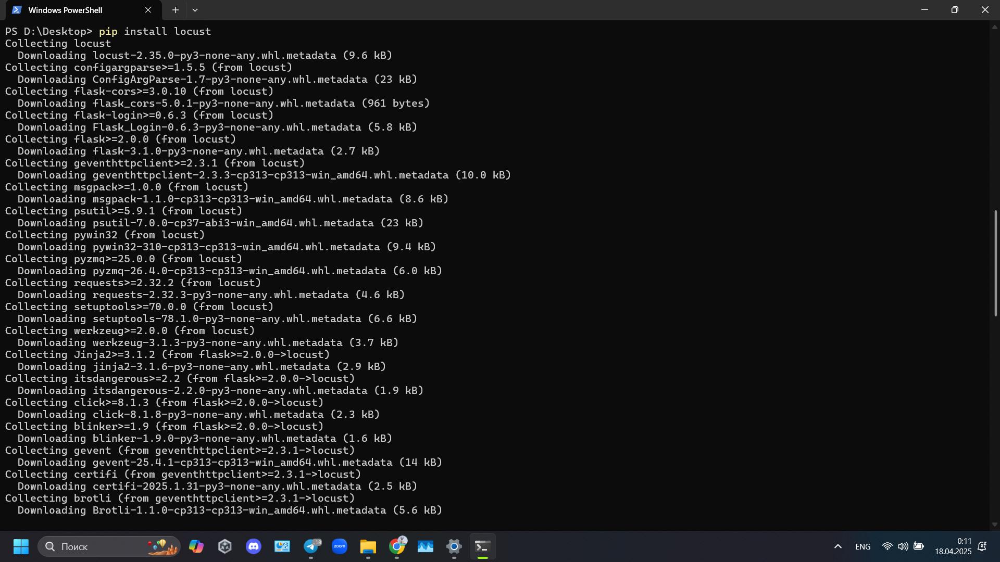 Windows PowerShell
PS D:\Desktop> pip install locust
Collecting locust
  Downloading locust-2.35.0-py3-none-any.whl.metadata (9.6 kB)
Collecting configargparse>=1.5.5 (from locust)
  Downloading ConfigArgParse-1.7-py3-none-any.whl.metadata (23 kB)
Collecting flask-cors>=3.0.10 (from locust)
  Downloading flask_cors-5.0.1-py3-none-any.whl.metadata (961 bytes)
Collecting flask-login>=0.6.3 (from locust)
  Downloading Flask_Login-0.6.3-py3-none-any.whl.metadata (5.8 kB)
Collecting flask>=2.0.0 (from locust)
  Downloading flask-3.1.0-py3-none-any.whl.metadata (2.7 kB)
Collecting geventhttpclient>=2.3.1 (from locust)
  Downloading geventhttpclient-2.3.3-cp313-cp313-win_amd64.whl.metadata (10.0 kB)
Collecting msgpack>=1.0.0 (from locust)
  Downloading msgpack-1.1.0-cp313-cp313-win_amd64.whl.metadata (8.6 kB)
Collecting psutil>=5.9.1 (from locust)
  Downloading psutil-7.0.0-cp37-abi3-win_amd64.whl.metadata (23 kB)
Collecting pywin32 (from locust)
  Downloading pywin32-310-cp313-cp313-win_amd64.whl.metadata (9.4 kB)
Collecting pyzmq>=25.0.0 (from locust)
  Downloading pyzmq-26.4.0-cp313-cp313-win_amd64.whl.metadata (6.0 kB)
Collecting requests>=2.32.2 (from locust)
  Downloading requests-2.32.3-py3-none-any.whl.metadata (4.6 kB)
Collecting setuptools>=70.0.0 (from locust)
  Downloading setuptools-78.1.0-py3-none-any.whl.metadata (6.6 kB)
Collecting werkzeug>=2.0.0 (from locust)
  Downloading werkzeug-3.1.3-py3-none-any.whl.metadata (3.7 kB)
Collecting Jinja2>=3.1.2 (from flask>=2.0.0->locust)
  Downloading jinja2-3.1.6-py3-none-any.whl.metadata (2.9 kB)
Collecting itsdangerous>=2.2 (from flask>=2.0.0->locust)
  Downloading itsdangerous-2.2.0-py3-none-any.whl.metadata (1.9 kB)
Collecting click>=8.1.3 (from flask>=2.0.0->locust)
  Downloading click-8.1.8-py3-none-any.whl.metadata (2.3 kB)
Collecting blinker>=1.9 (from flask>=2.0.0->locust)
  Downloading blinker-1.9.0-py3-none-any.whl.metadata (1.6 kB)
Collecting gevent (from geventhttpclient>=2.3.1->locust)
  Downloading gevent-25.4.1-cp313-cp313-win_amd64.whl.metadata (14 kB)
Collecting certifi (from geventhttpclient>=2.3.1->locust)
  Downloading certifi-2025.1.31-py3-none-any.whl.metadata (2.5 kB)
Collecting brotli (from geventhttpclient>=2.3.1->locust)
  Downloading Brotli-1.1.0-cp313-cp313-win_amd64.whl.metadata (5.6 kB)
Поиск
..18
zoom
ENG
0:11
18.04.2025